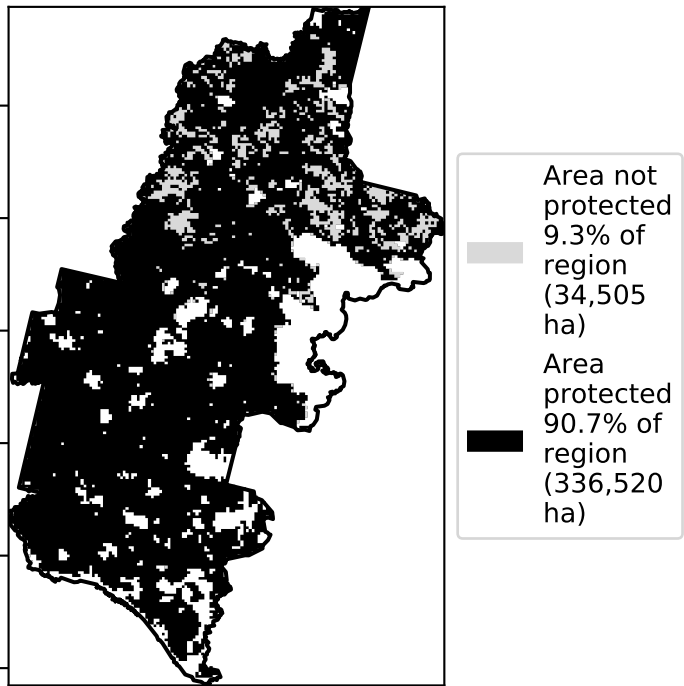 Area not
protected
9.3% of
region
(34,505
ha)
Area
protected
90.7% of
region
(336,520
ha)